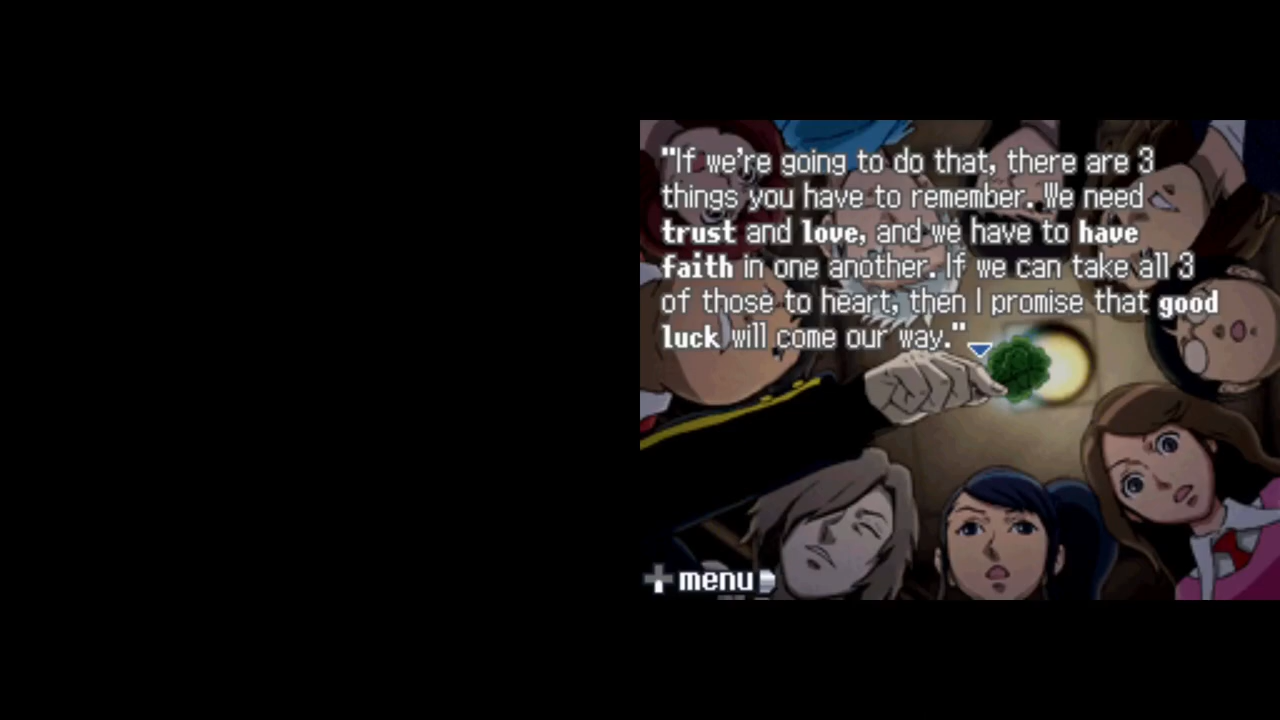 "If we're going to do that, there are 3
things you have to remember. We need
trust and love, and we have to have
faith in one another. If we can take all 3
of those to heart, then I promise that good
luck will come our way."
menu